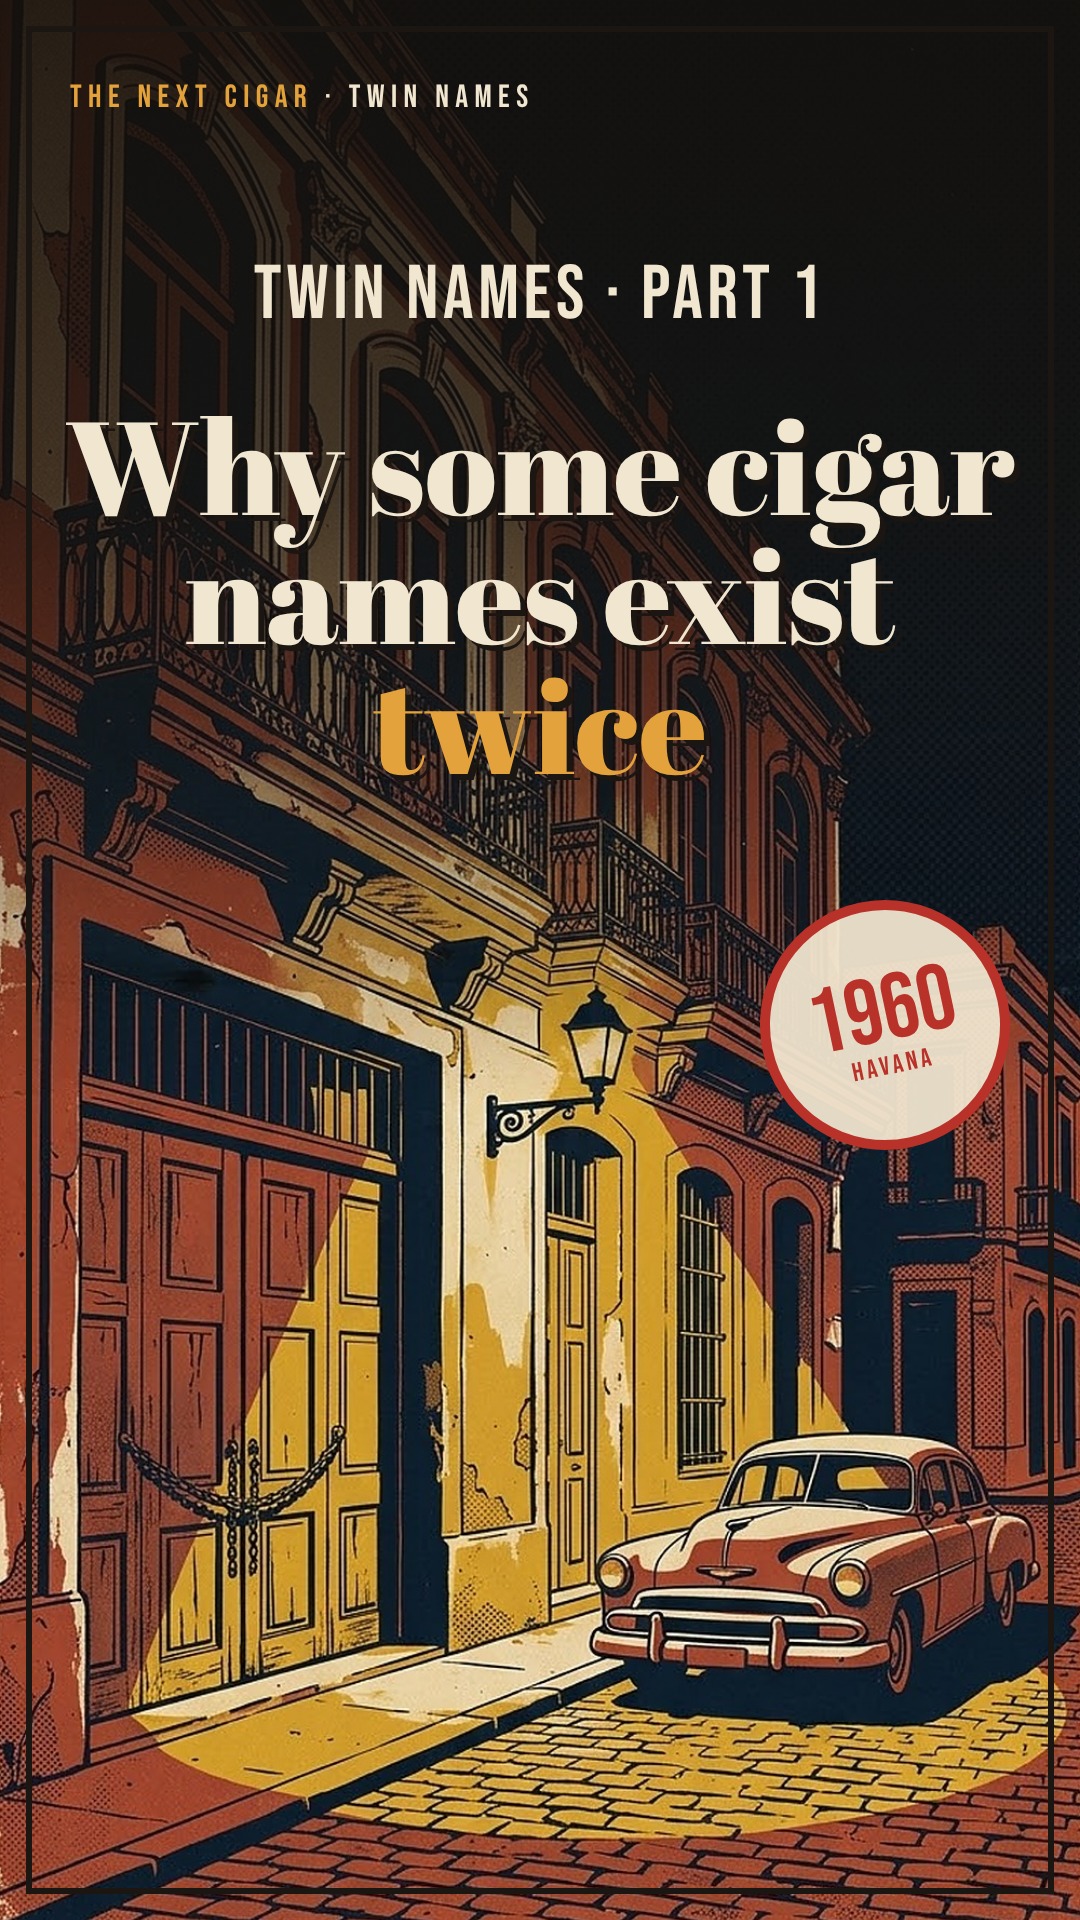 THE NEXT CIGAR · TWIN NAMES
TWIN NAMES · PART 1
Why some cigar
names exist
twice
1960
HAVANA